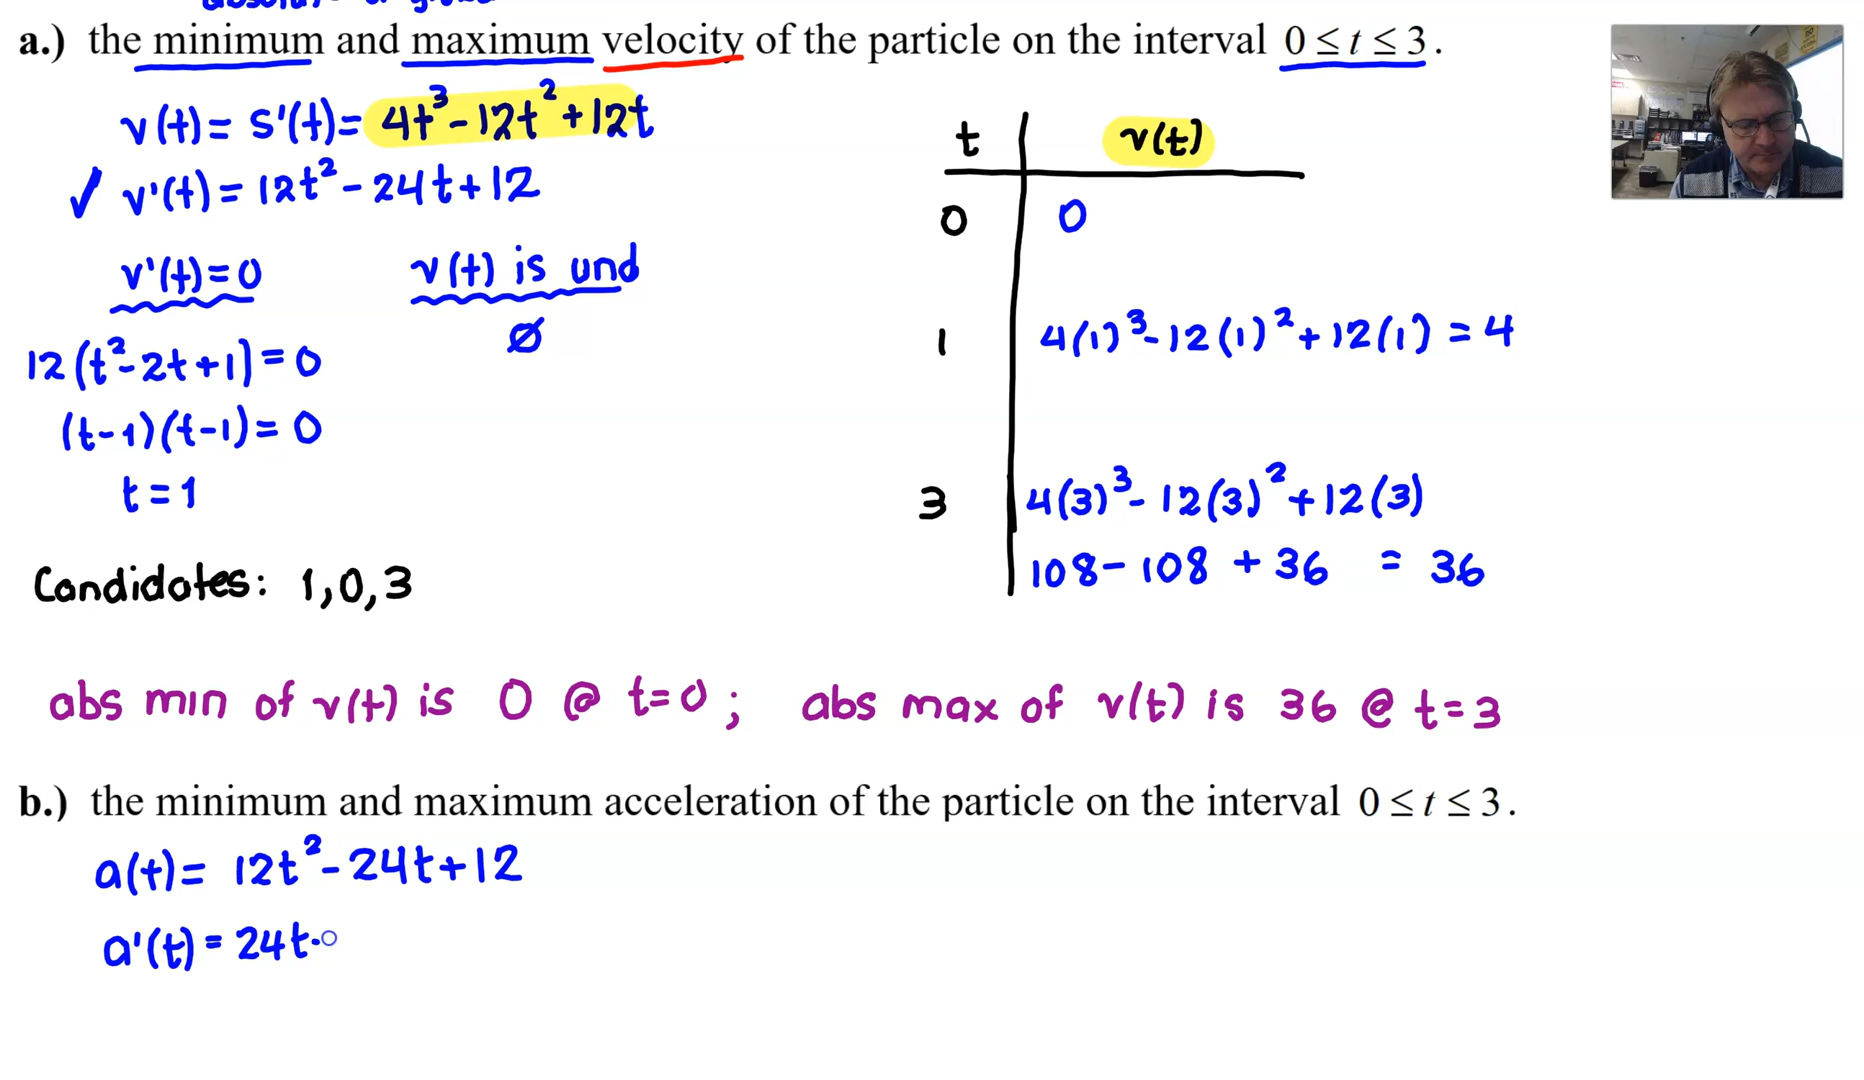 a.) the minimum and maximum velocity of the particle on the interval 0 ≤ t ≤ 3.
v(t) = s'(t) = 4t³ - 12t² + 12t
✓ v'(t) = 12t² - 24t + 12
v'(t) = 0 v(t) is und
Ø
12(t² - 2t + 1) = 0
(t-1)(t-1) = 0
t = 1
Candidates: 1, 0, 3
t v(t)
0 0
1 4(1)³ - 12(1)² + 12(1) = 4
3 4(3)³ - 12(3)² + 12(3)
108 - 108 + 36 = 36
abs min of v(t) is 0 @ t=0; abs max of v(t) is 36 @ t=3
b.) the minimum and maximum acceleration of the particle on the interval 0 ≤ t ≤ 3.
a(t) = 12t² - 24t + 12
a'(t) = 24t